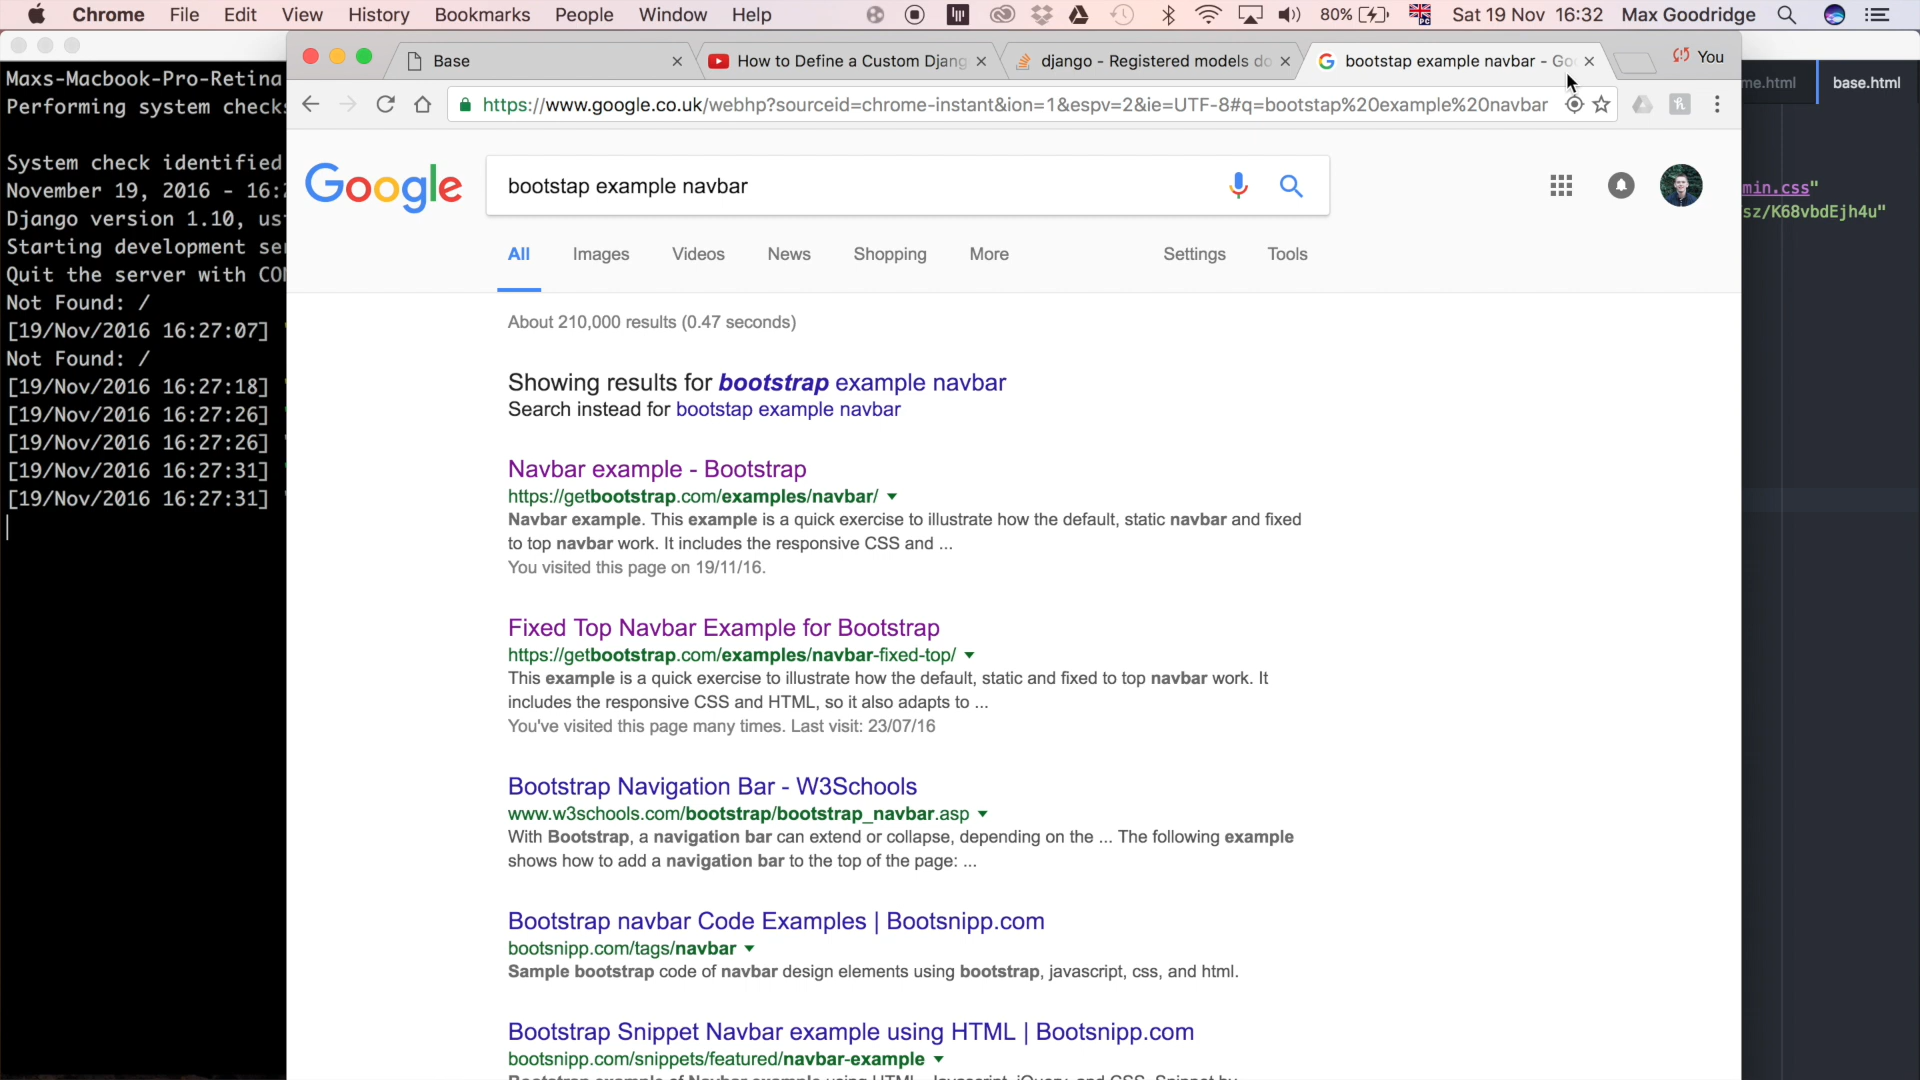 Chrome File Edit View History Bookmarks People Window Help 80% Sat 19 Nov 16:32 Max Goodridge
Base How to Define a Custom Djang django - Registered models do bootstap example navbar - Go You
https://www.google.co.uk/webhp?sourceid=chrome-instant&ion=1&espv=2&ie=UTF-8#q=bootstap%20example%20navbar
me.html base.html
min.css"
sz/K68vbdEjh4u"
Maxs-Macbook-Pro-Retina
Performing system checks
System check identified
November 19, 2016 - 16:2
Django version 1.10, us
Starting development se
Quit the server with CO
Not Found: /
[19/Nov/2016 16:27:07] "
Not Found: /
[19/Nov/2016 16:27:18] "
[19/Nov/2016 16:27:26]
[19/Nov/2016 16:27:26]
[19/Nov/2016 16:27:31] "
[19/Nov/2016 16:27:31] "
Google bootstap example navbar
All Images Videos News Shopping More Settings Tools
About 210,000 results (0.47 seconds)
Showing results for bootstrap example navbar
Search instead for bootstap example navbar
Navbar example - Bootstrap
https://getbootstrap.com/examples/navbar/
Navbar example. This example is a quick exercise to illustrate how the default, static navbar and fixed
to top navbar work. It includes the responsive CSS and ...
You visited this page on 19/11/16.
Fixed Top Navbar Example for Bootstrap
https://getbootstrap.com/examples/navbar-fixed-top/
This example is a quick exercise to illustrate how the default, static and fixed to top navbar work. It
includes the responsive CSS and HTML, so it also adapts to ...
You've visited this page many times. Last visit: 23/07/16
Bootstrap Navigation Bar - W3Schools
www.w3schools.com/bootstrap/bootstrap_navbar.asp
With Bootstrap, a navigation bar can extend or collapse, depending on the ... The following example
shows how to add a navigation bar to the top of the page: ...
Bootstrap navbar Code Examples | Bootsnipp.com
bootsnipp.com/tags/navbar
Sample bootstrap code of navbar design elements using bootstrap, javascript, css, and html.
Bootstrap Snippet Navbar example using HTML | Bootsnipp.com
bootsnipp.com/snippets/featured/navbar-example